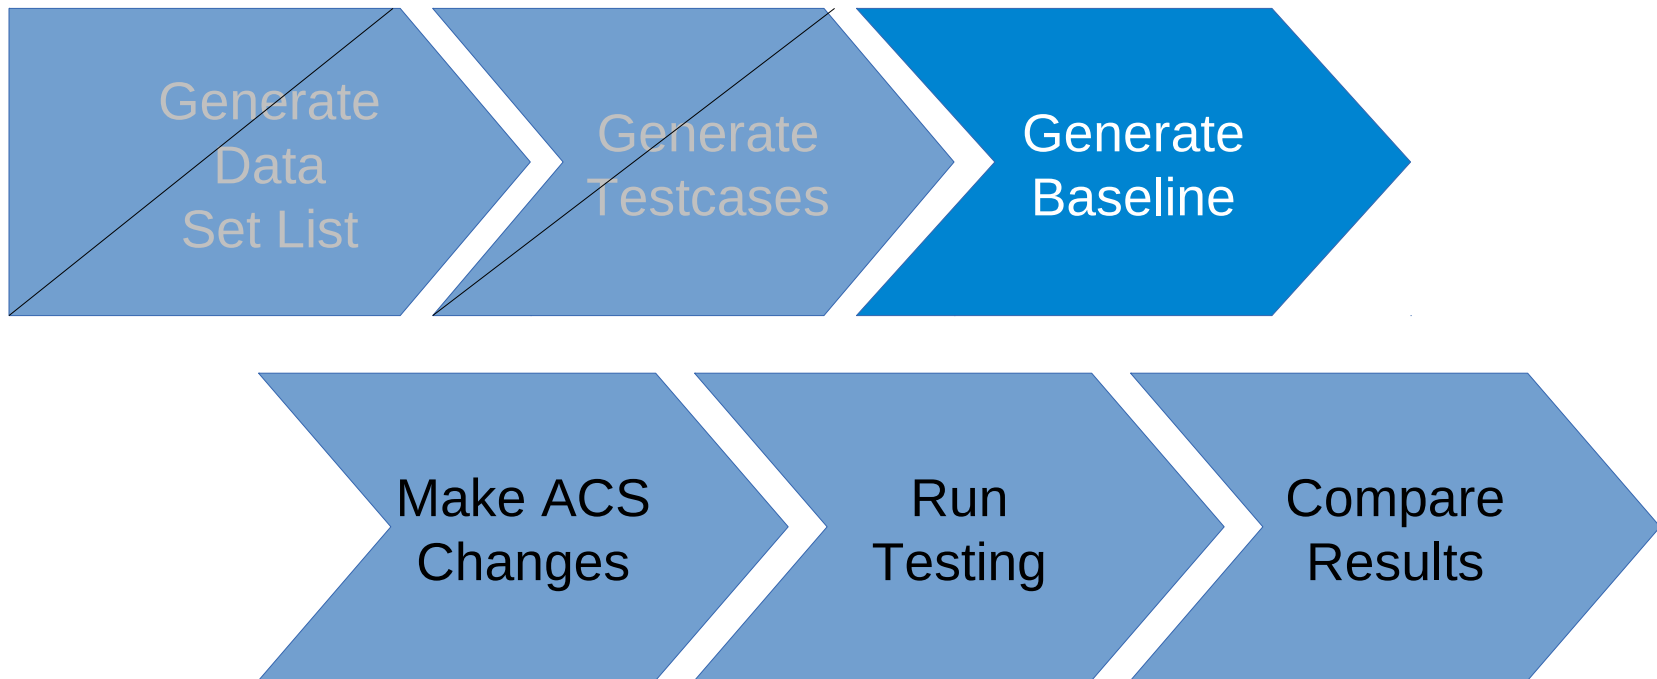 Generate
Data
Set List
Generate
Testcases
Generate
Baseline
Make ACS
Changes
Run
Testing
Compare
Results